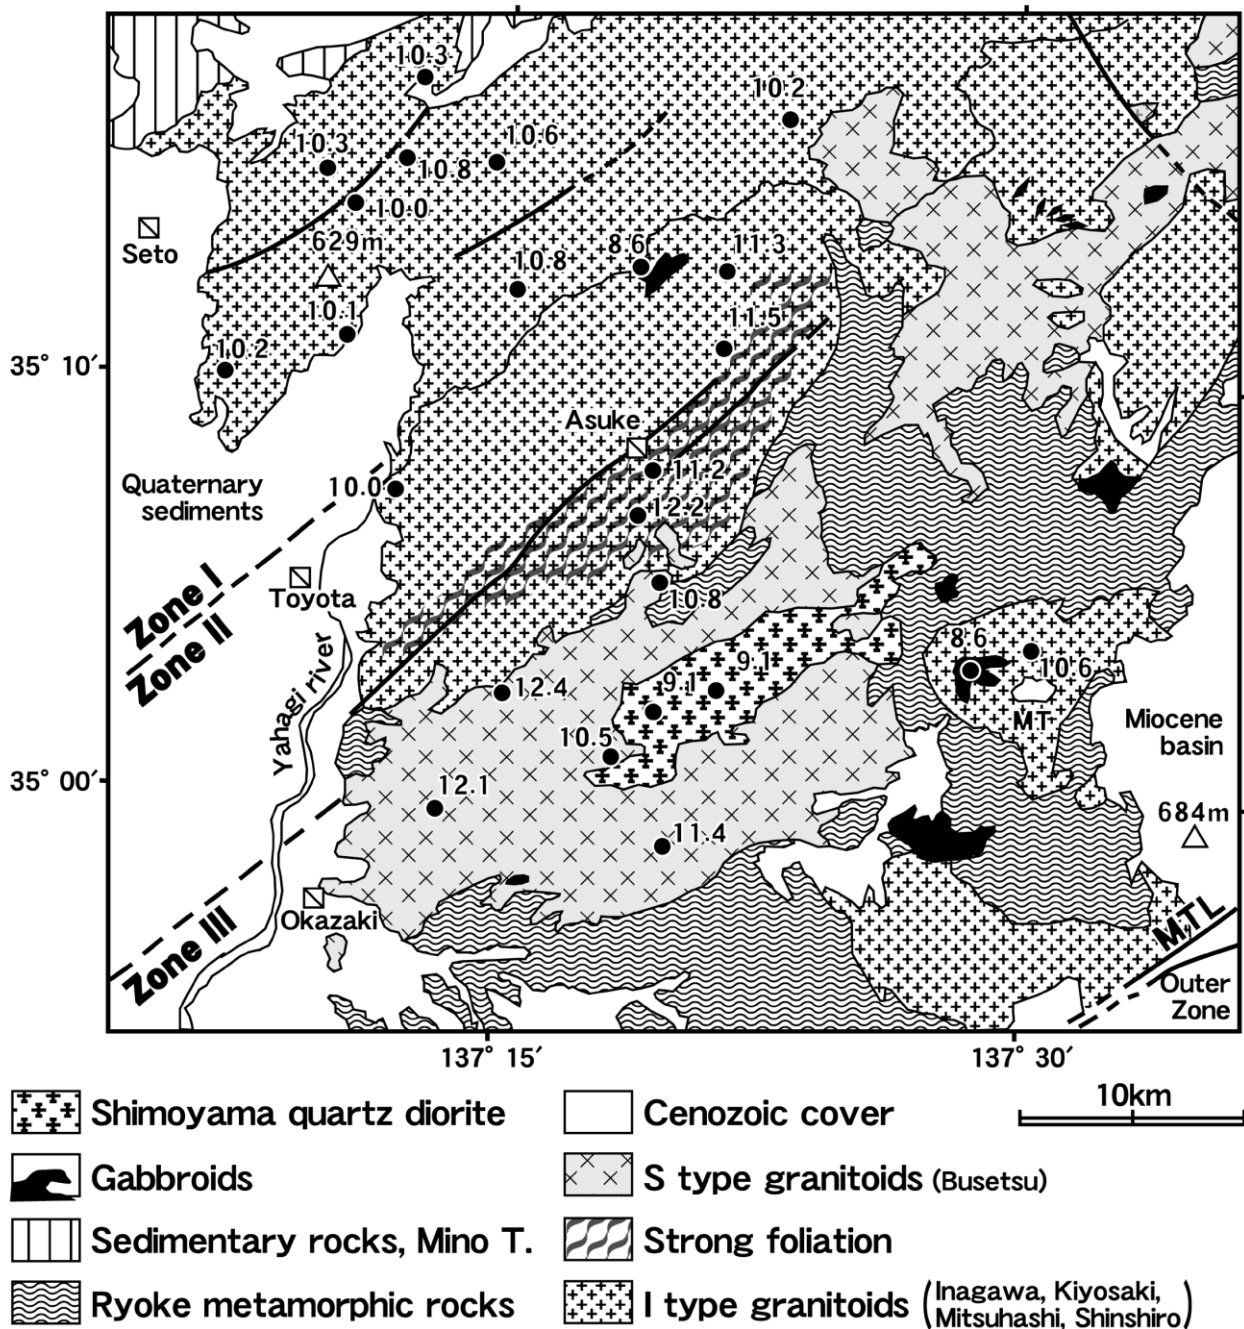 10.3
10.2
10.3
10.6
10.8
10.0
629m
Seto
8.6
11.3
10.8
10.1
11.5
10.2
35° 10′
Asuke
11.2
Quaternary
sediments
10.0
12.2
Zone I
Toyota
10.8
Zone II
8.6
9.1
10.6
9.1
12.4
Yahagi river
MT
Miocene
basin
10.5
35° 00′
12.1
684m
11.4
Okazaki
Zone III
MTL
Outer
Zone
137° 15′
137° 30′
Shimoyama quartz diorite
Cenozoic cover
10km
Gabbroids
S type granitoids (Busetsu)
Sedimentary rocks, Mino T.
Strong foliation
Ryoke metamorphic rocks
I type granitoids (Inagawa, Kiyosaki,
Mitsuhashi, Shinshiro)